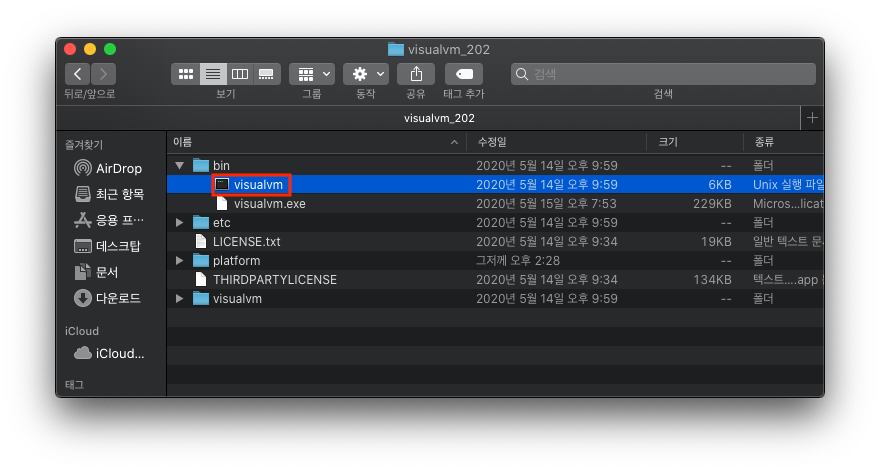 visualvm_202
뒤로/앞으로 보기 그룹 동작 공유 태그 추가 검색 검색
visualvm_202
즐겨찾기
AirDrop
최근 항목
응용 프…
데스크탑
문서
다운로드
iCloud
iCloud…
태그
이름 수정일 크기 종류
bin 2020년 5월 14일 오후 9:59 -- 폴더
visualvm 2020년 5월 14일 오후 9:59 6KB Unix 실행 파일
visualvm.exe 2020년 5월 15일 오후 7:53 229KB Micros...licat
etc 2020년 5월 14일 오후 9:59 -- 폴더
LICENSE.txt 2020년 5월 14일 오후 9:34 19KB 일반 텍스트 문
platform 그저께 오후 2:28 -- 폴더
THIRDPARTYLICENSE 2020년 5월 14일 오후 9:34 134KB 텍스트....app
visualvm 2020년 5월 14일 오후 9:59 -- 폴더